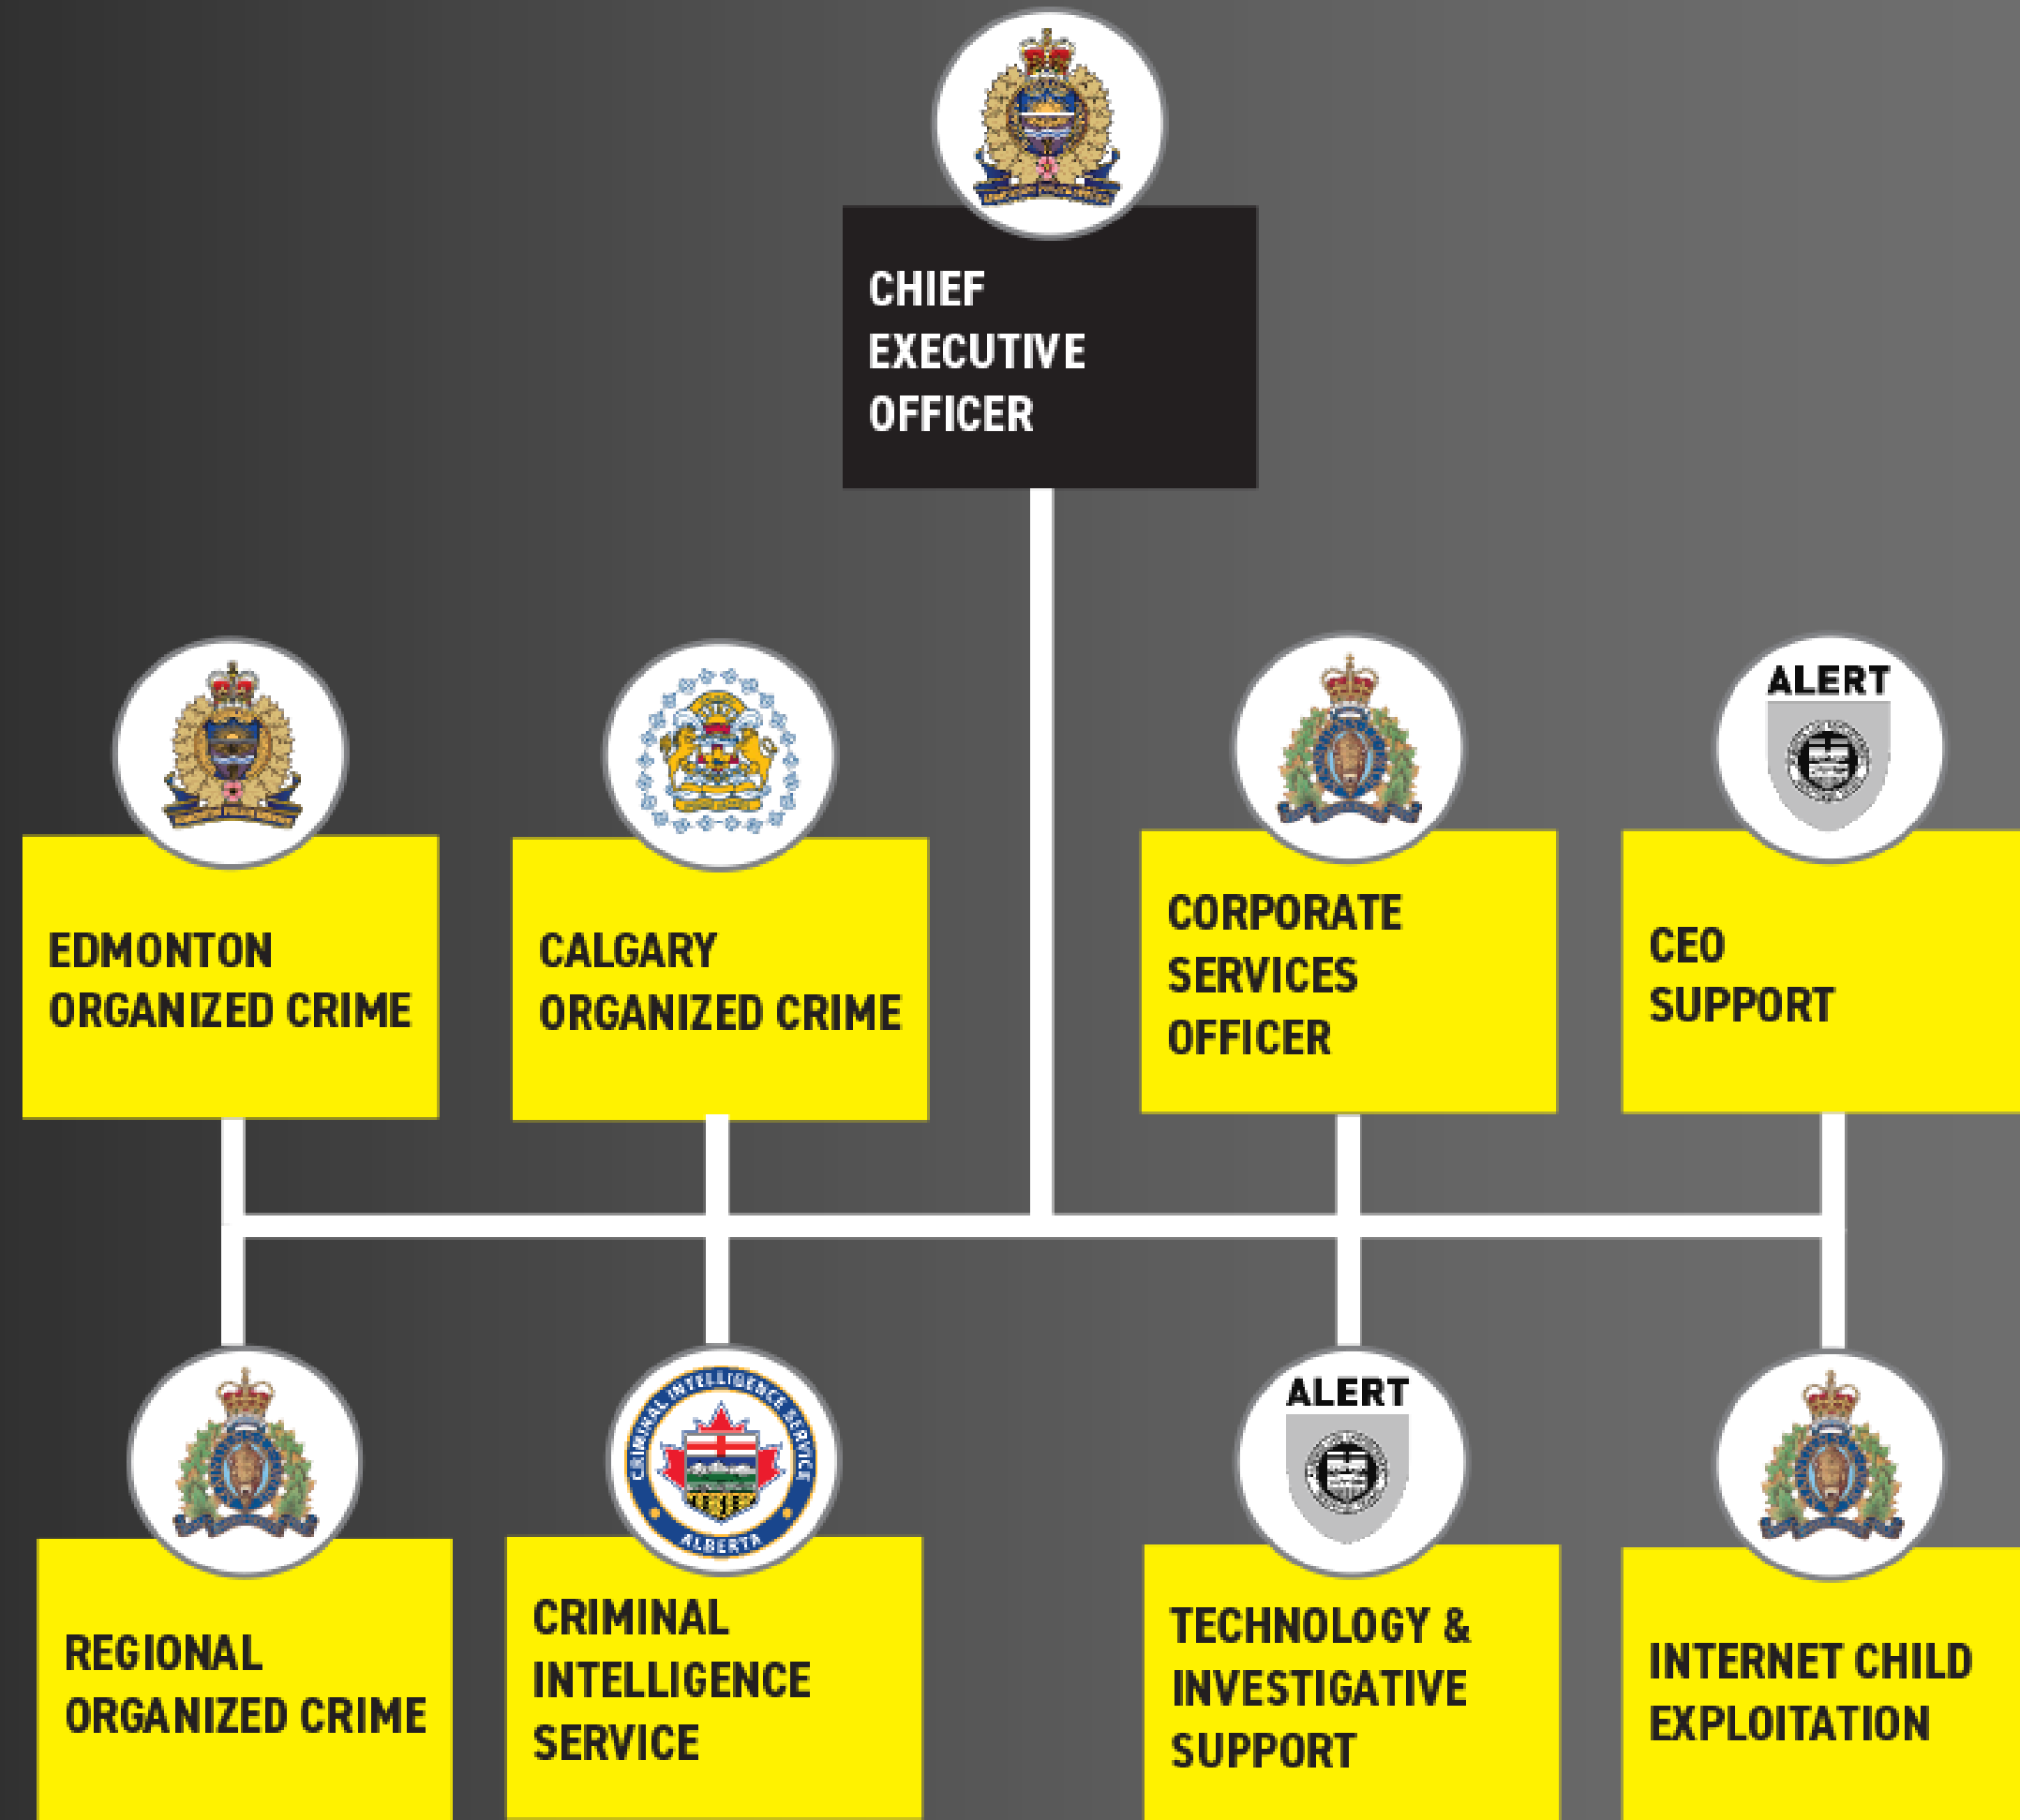 CHIEF
EXECUTIVE
OFFICER
ALERT
EDMONTON
ORGANIZED CRIME
CALGARY
ORGANIZED CRIME
CORPORATE
SERVICES
OFFICER
CEO
SUPPORT
CRIMINAL INTELLIGENCE SERVICE
ALBERTA
ALERT
REGIONAL
ORGANIZED CRIME
CRIMINAL
INTELLIGENCE
SERVICE
TECHNOLOGY &
INVESTIGATIVE
SUPPORT
INTERNET CHILD
EXPLOITATION